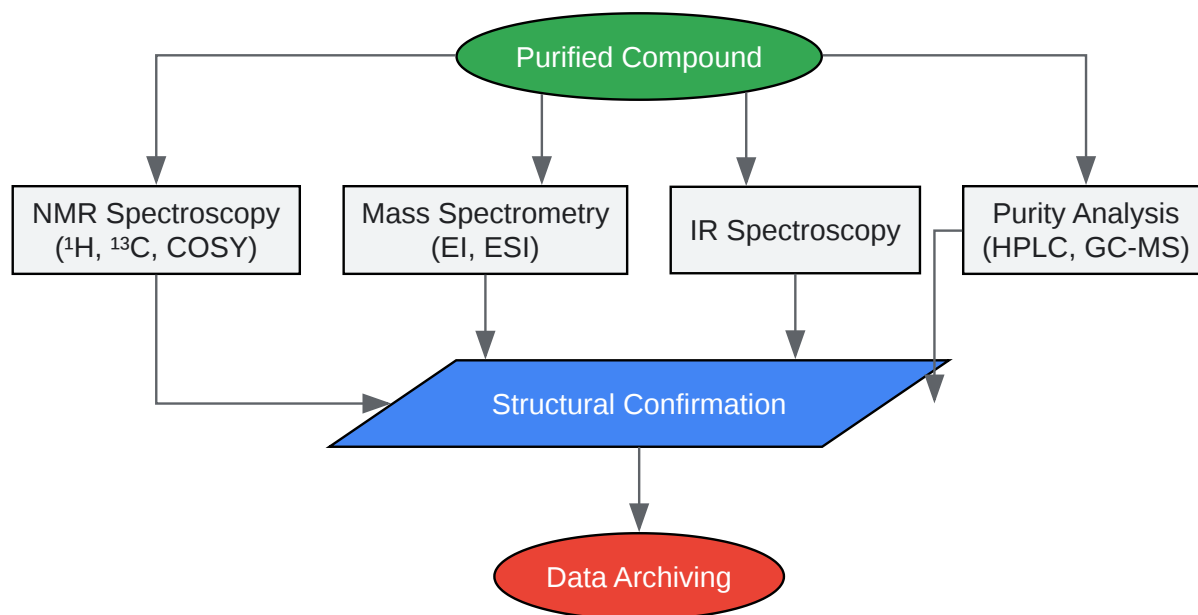 Purified Compound
NMR Spectroscopy
(¹H, ¹³C, COSY)
Mass Spectrometry
(EI, ESI)
IR Spectroscopy
Purity Analysis
(HPLC, GC-MS)
Structural Confirmation
Data Archiving